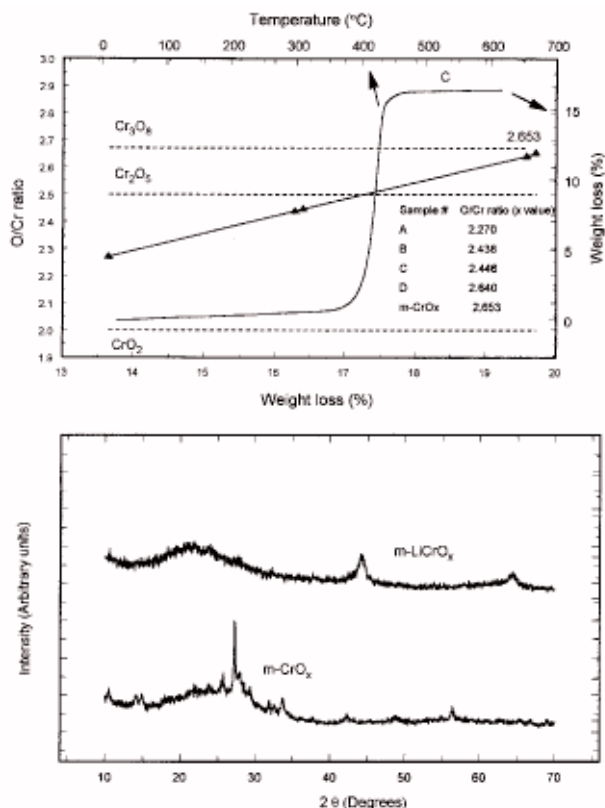 Temperature (°C)
0 100 200 300 400 500 600 700
3.0
2.9
2.8
2.7
2.6
2.5
2.4
2.3
2.2
2.1
2.0
1.9
O/Cr ratio
C
15
10
5
0
Weight loss (%)
Cr3O8
2.653
Cr2O5
Sample # O/Cr ratio (x value)
A 2.270
B 2.436
C 2.446
D 2.640
m-CrOx 2.653
CrO2
13 14 15 16 17 18 19 20
Weight loss (%)
Intensity (Arbitrary units)
m-LiCrOx
m-CrOx
10 20 30 40 50 60 70
2 θ (Degrees)